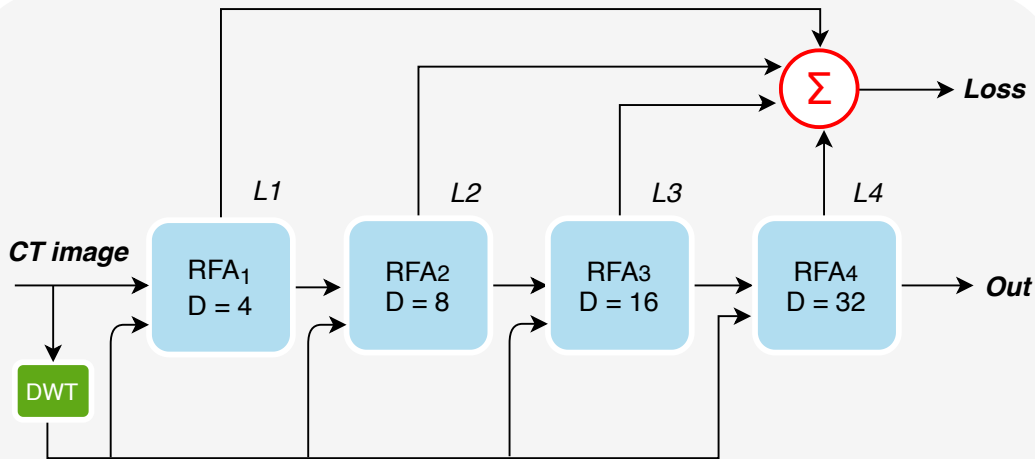 Σ
Loss
L1
L2
L3
L4
CT image
RFA₁
D = 4
RFA2
D = 8
RFA3
D = 16
RFA4
D = 32
Out
DWT